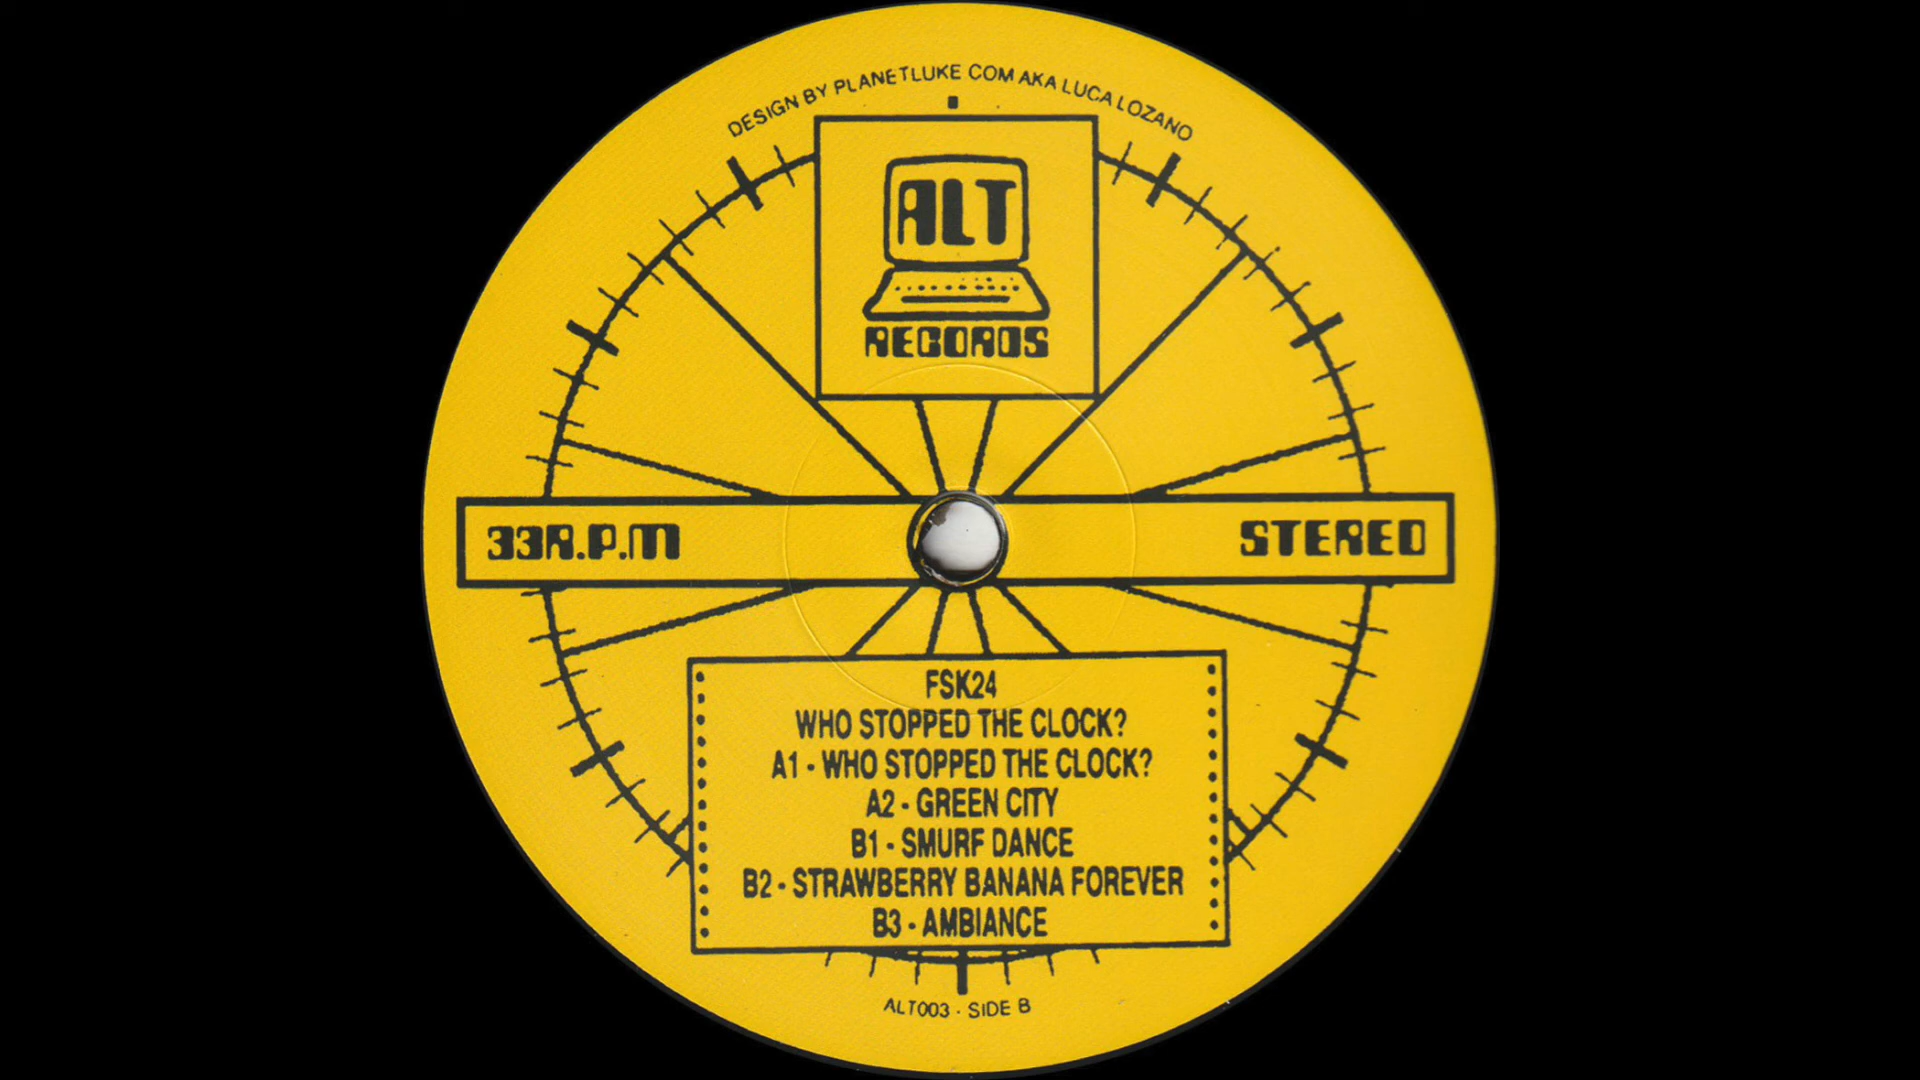 DESIGN BY PLANETLUKE COM AKA LUCA LOZANO
ALT
RECORDS
33R.P.M
STEREO
FSK24
WHO STOPPED THE CLOCK?
A1 - WHO STOPPED THE CLOCK?
A2 - GREEN CITY
B1 - SMURF DANCE
B2 - STRAWBERRY BANANA FOREVER
B3 - AMBIANCE
ALT003 - SIDE B